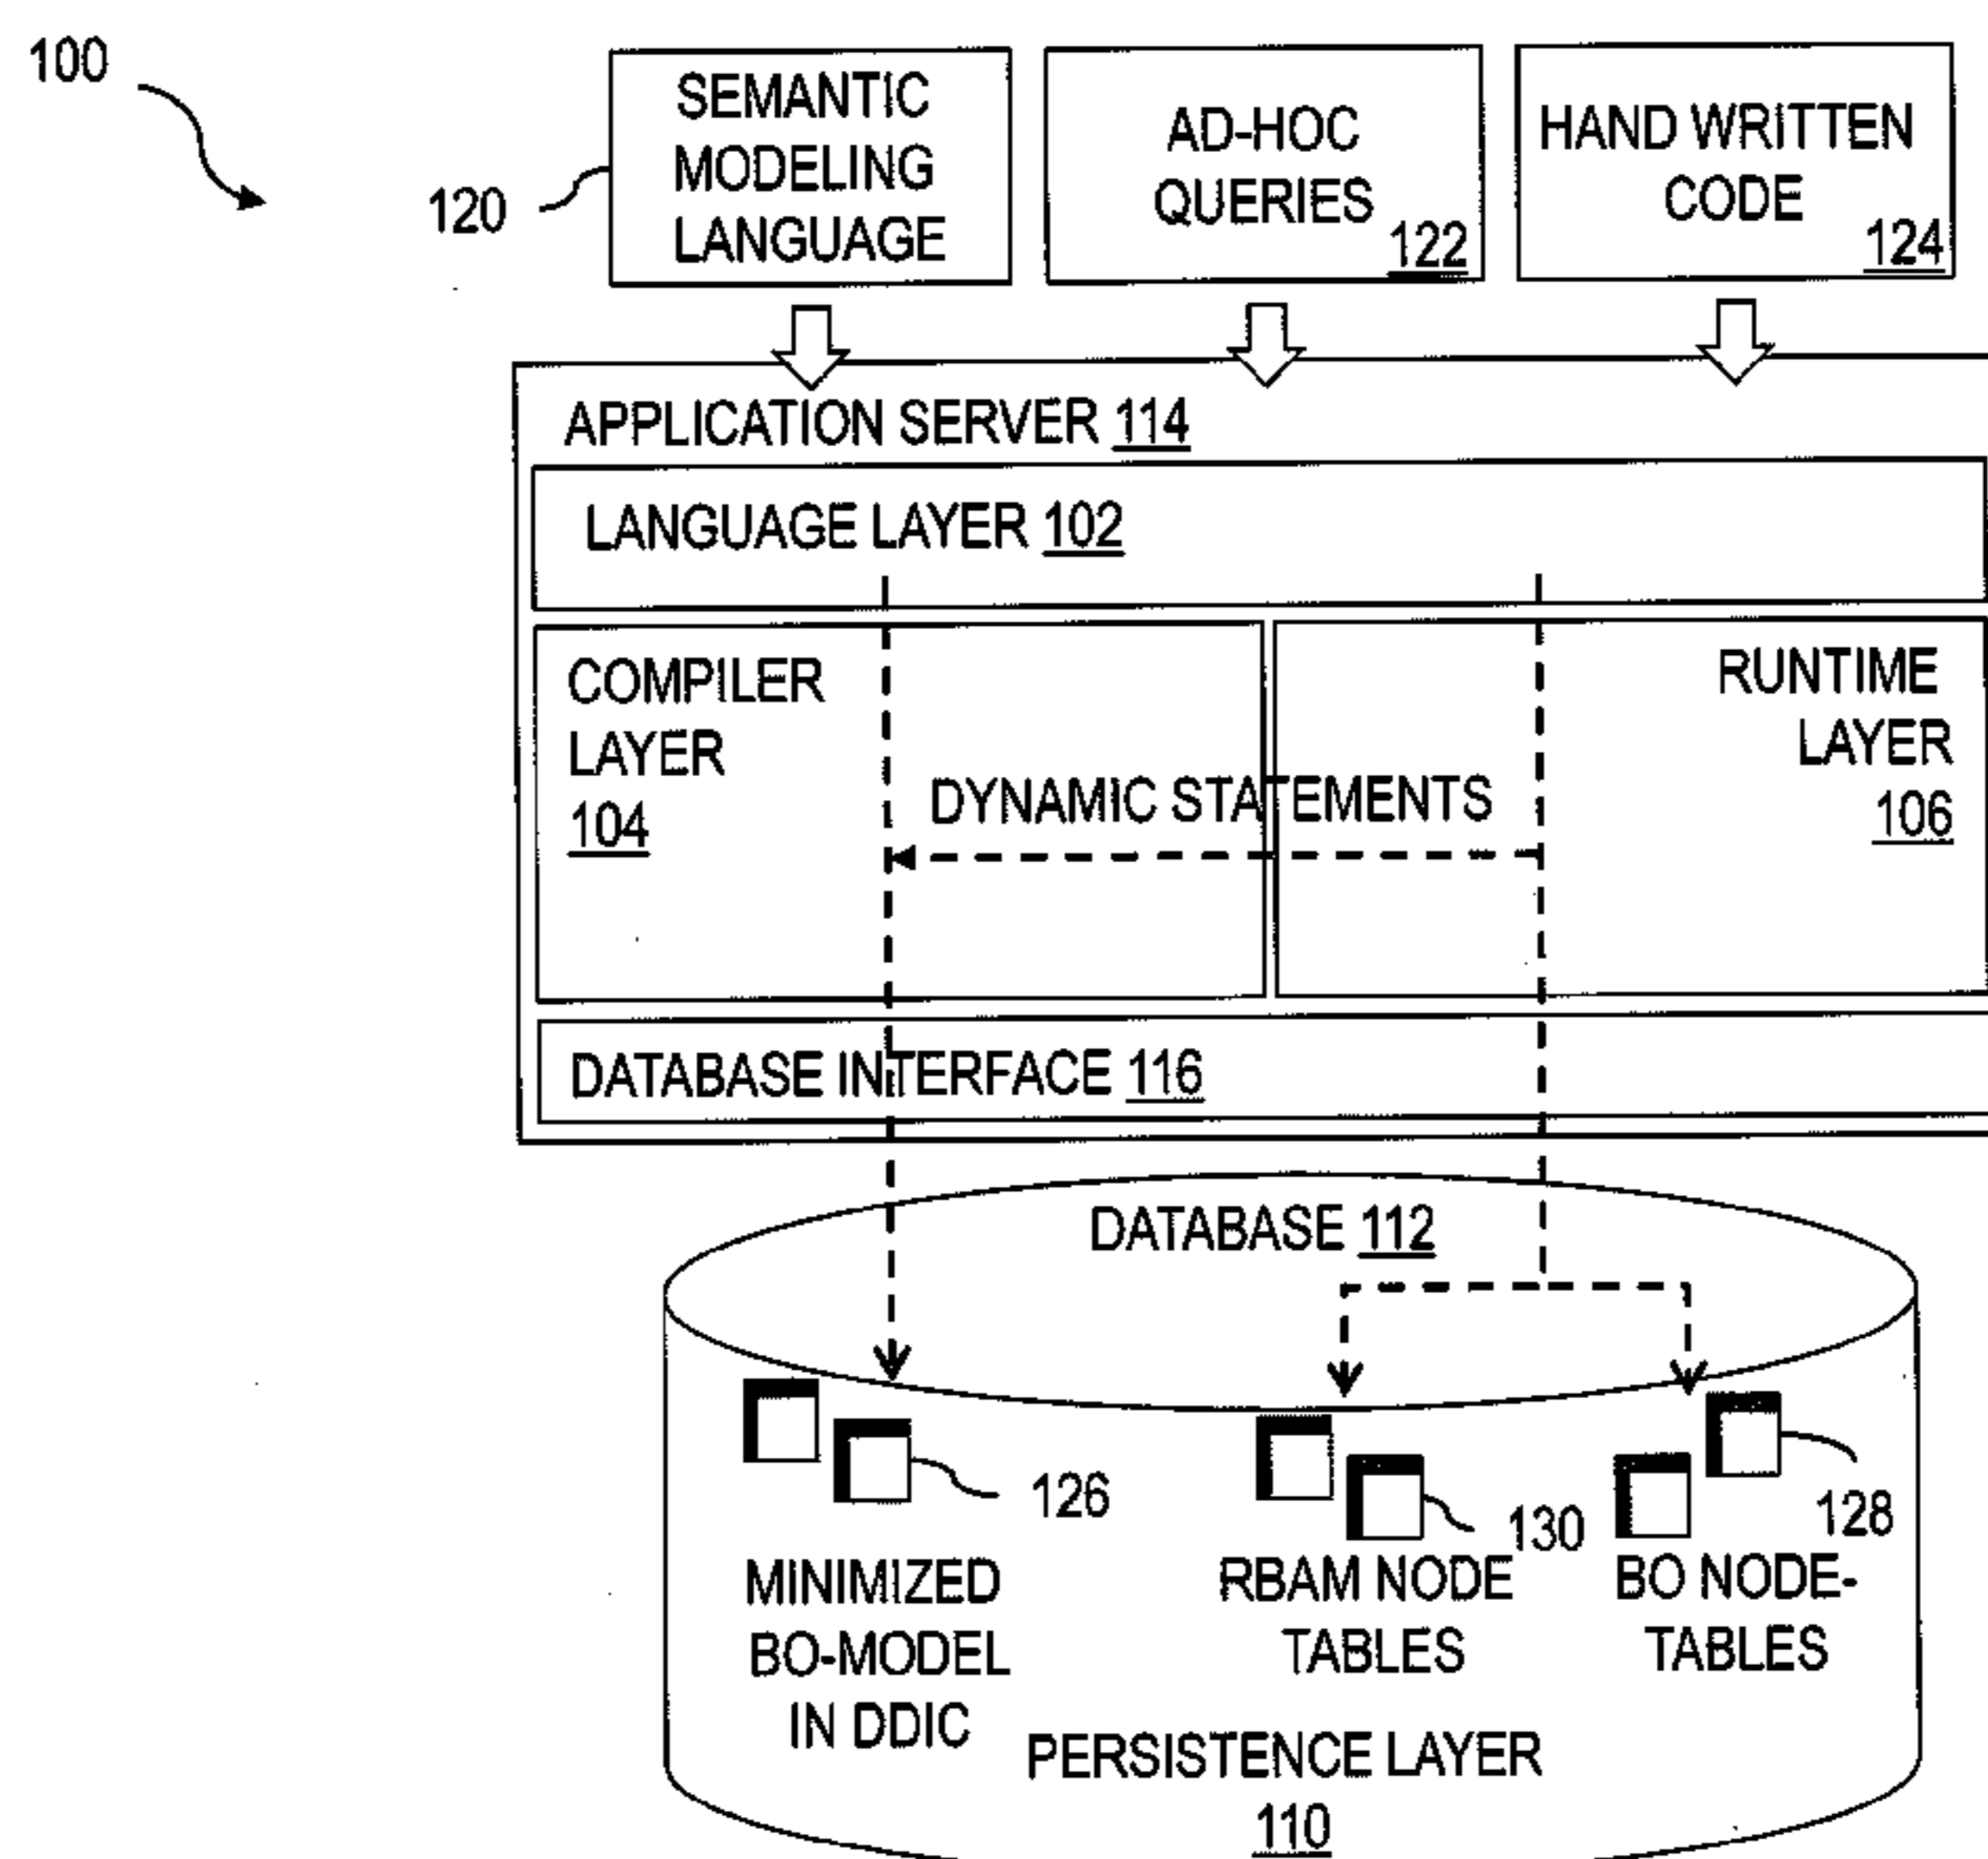 100
SEMANTIC
MODELING
LANGUAGE
120
AD-HOC
QUERIES
122
HAND WRITTEN
CODE
124
APPLICATION SERVER 114
LANGUAGE LAYER 102
COMPILER
LAYER
104
DYNAMIC STATEMENTS
RUNTIME
LAYER
106
DATABASE INTERFACE 116
DATABASE 112
126
MINIMIZED
BO-MODEL
IN DDIC
130
RBAM NODE
TABLES
128
BO NODE-
TABLES
PERSISTENCE LAYER
110